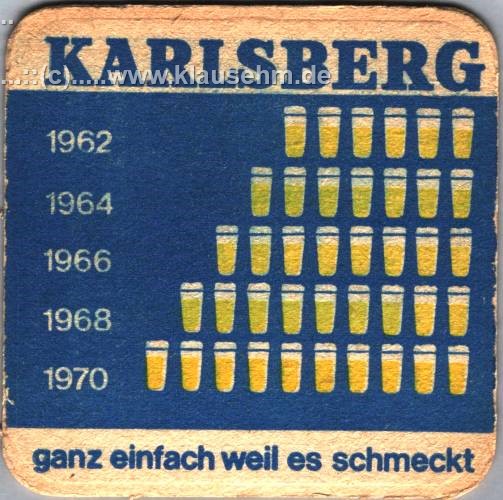 KARLSBERG
..::(c).....www.klausehm.de
1962
1964
1966
1968
1970
ganz einfach weil es schmeckt